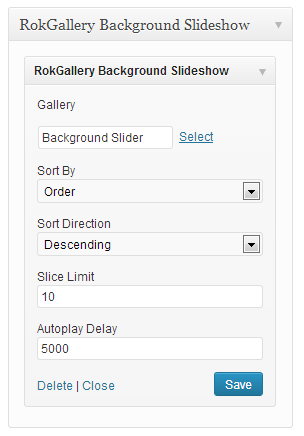 RokGallery Background Slideshow
RokGallery Background Slideshow
Gallery
Background Slider Select
Sort By
Order
Sort Direction
Descending
Slice Limit
10
Autoplay Delay
5000
Delete | Close Save